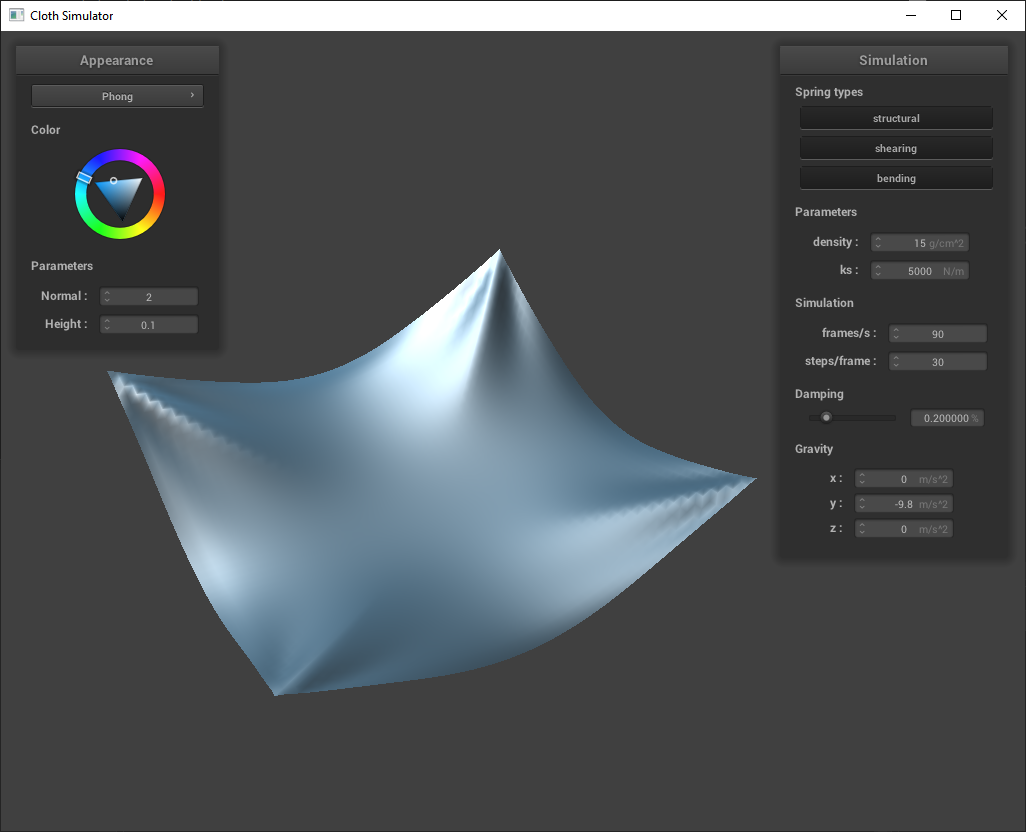 Cloth Simulator
Appearance
Phong
Color
Parameters
Normal : 2
Height : 0.1
Simulation
Spring types
structural
shearing
bending
Parameters
density : 15 g/cm^2
ks : 5000 N/m
Simulation
frames/s : 90
steps/frame : 30
Damping
0.200000 %
Gravity
x : 0 m/s^2
y : -9.8 m/s^2
z : 0 m/s^2